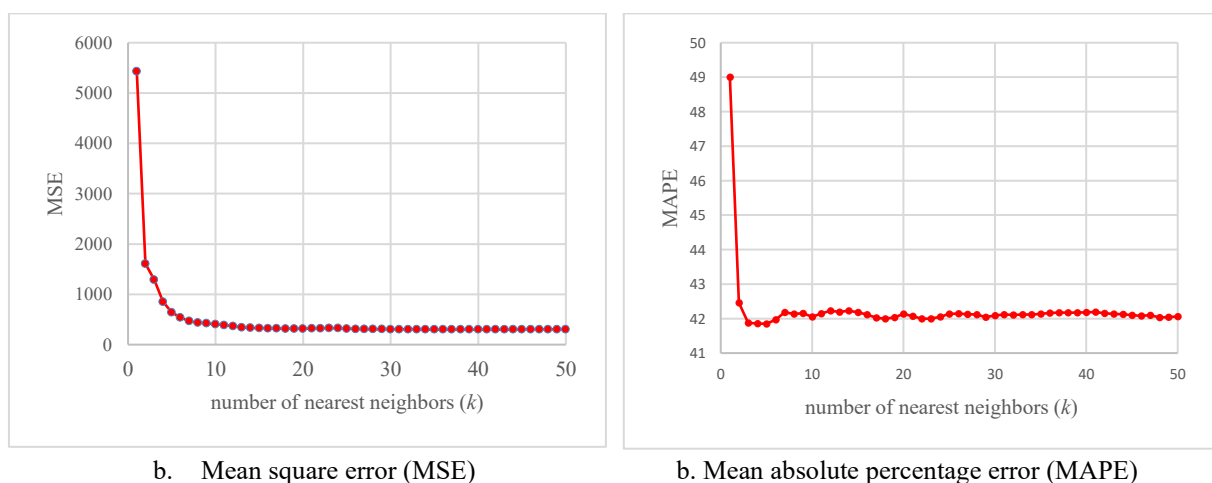 6000
5000
4000
3000
2000
1000
0
MSE
0 10 20 30 40 50
number of nearest neighbors (k)
b. Mean square error (MSE)
50
49
48
47
46
45
44
43
42
41
MAPE
0 10 20 30 40 50
number of nearest neighbors (k)
b. Mean absolute percentage error (MAPE)